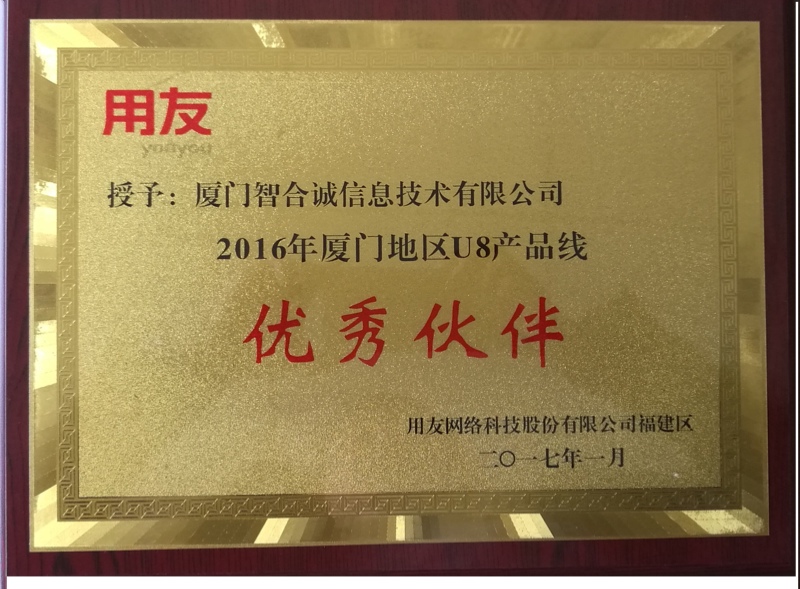 用友
yonyou
授予：厦门智合诚信息技术有限公司
2016年厦门地区U8产品线
优秀伙伴
用友网络科技股份有限公司福建区
二〇一七年一月